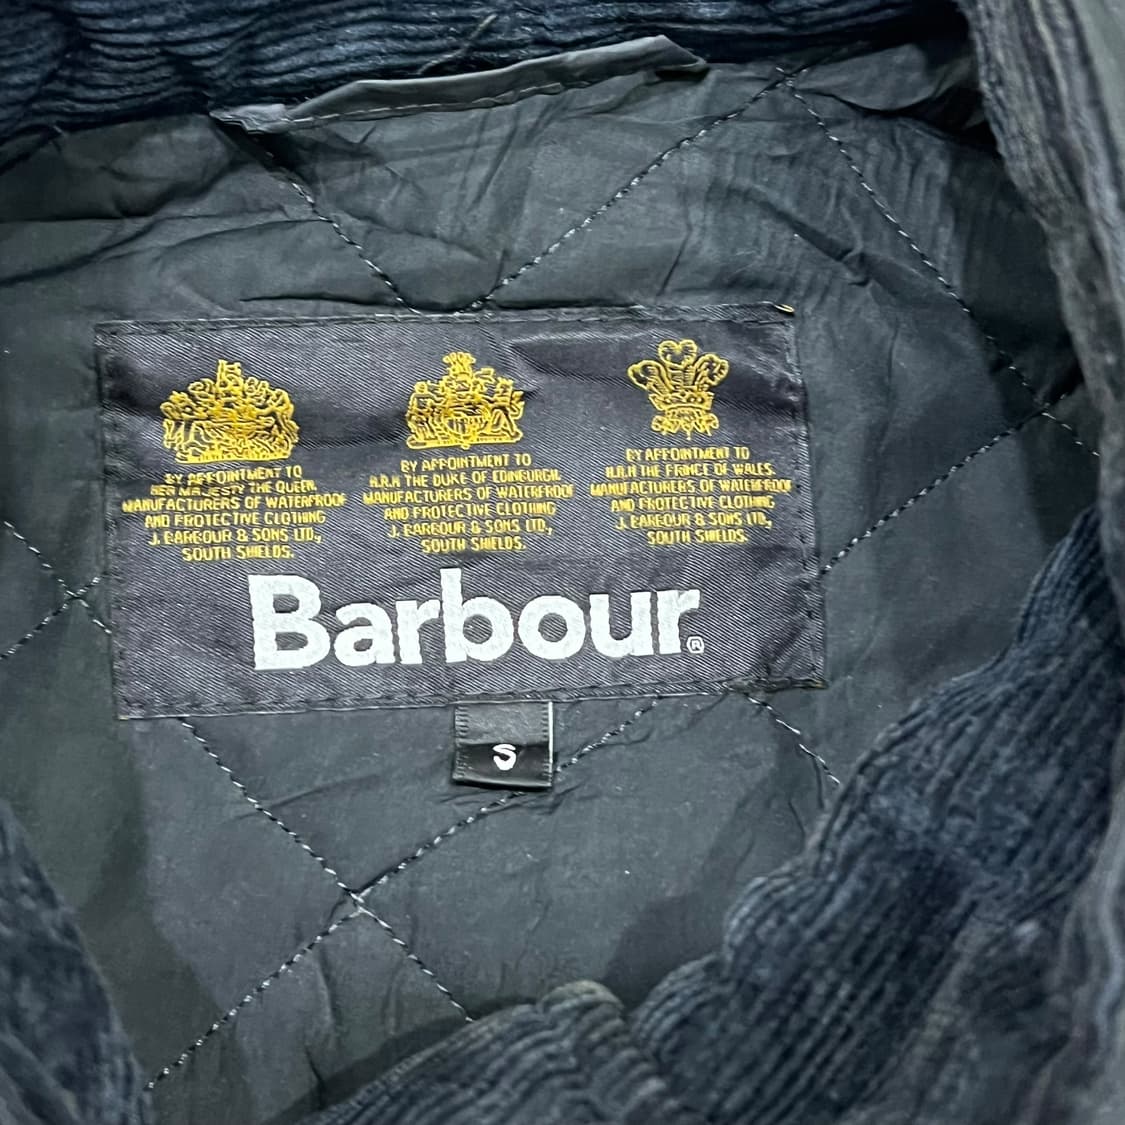 BY APPOINTMENT TO
HER MAJESTY THE QUEEN.
MANUFACTURERS OF WATERPROOF
AND PROTECTIVE CLOTHING
J. BARBOUR & SONS LTD.,
SOUTH SHIELDS.
BY APPOINTMENT TO
H.R.H THE DUKE OF EDINBURGH.
MANUFACTURERS OF WATERPROOF
AND PROTECTIVE CLOTHING
J. BARBOUR & SONS LTD.,
SOUTH SHIELDS.
BY APPOINTMENT TO
H.R.H THE PRINCE OF WALES.
MANUFACTURERS OF WATERPROOF
AND PROTECTIVE CLOTHING
J. BARBOUR & SONS LTD.,
SOUTH SHIELDS.
Barbour®
S